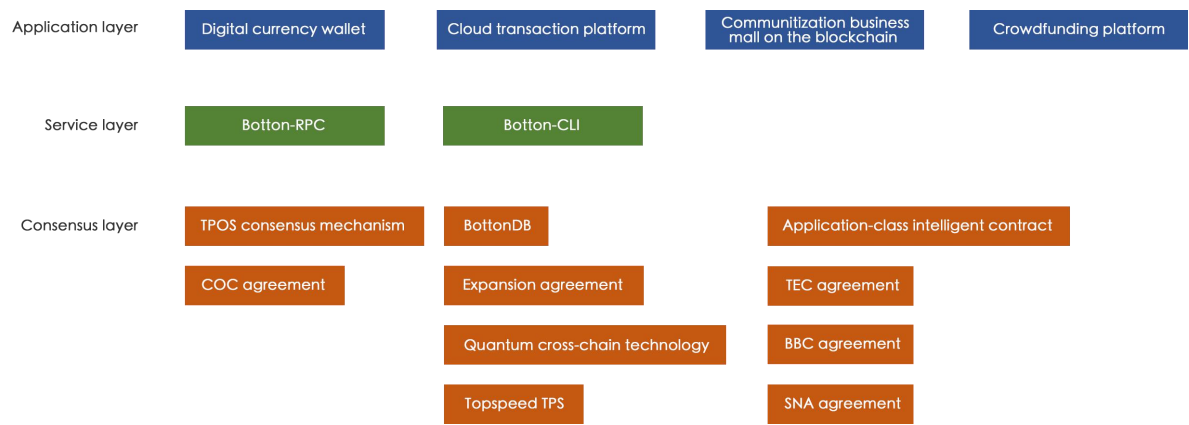 Application layer
Digital currency wallet
Cloud transaction platform
Communitization business
mall on the blockchain
Crowdfunding platform
Service layer
Botton-RPC
Botton-CLI
Consensus layer
TPOS consensus mechanism
BottonDB
Application-class intelligent contract
COC agreement
Expansion agreement
TEC agreement
Quantum cross-chain technology
BBC agreement
Topspeed TPS
SNA agreement